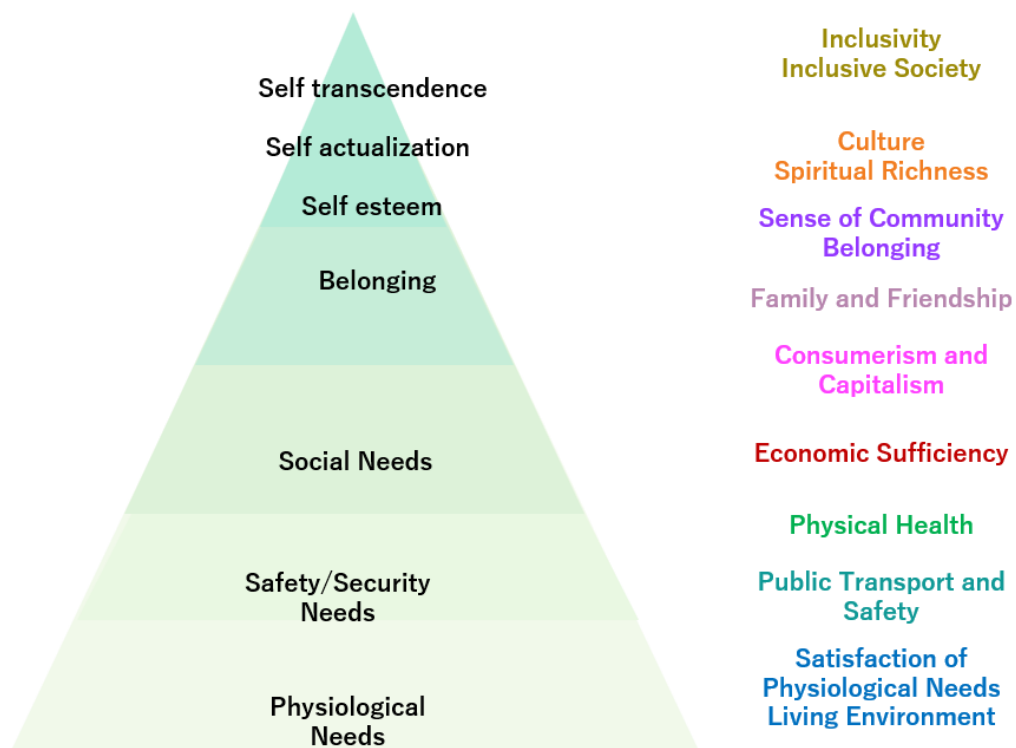 Self transcendence
Self actualization
Self esteem
Belonging
Social Needs
Safety/Security
Needs
Physiological
Needs
Inclusivity
Inclusive Society
Culture
Spiritual Richness
Sense of Community
Belonging
Family and Friendship
Consumerism and
Capitalism
Economic Sufficiency
Physical Health
Public Transport and
Safety
Satisfaction of
Physiological Needs
Living Environment